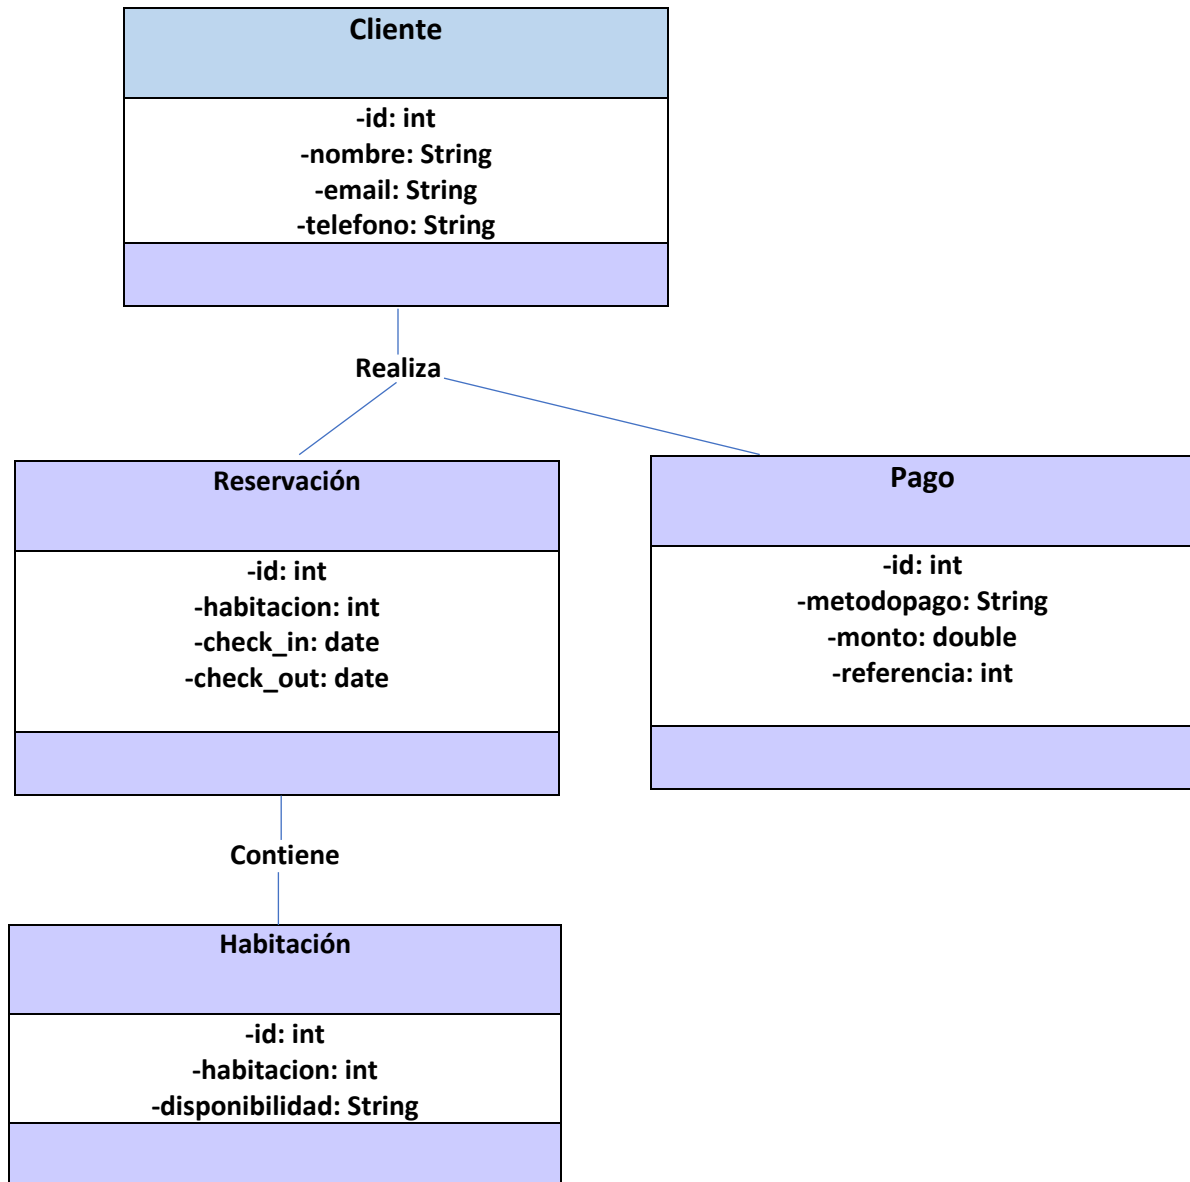 Cliente
-id: int
-nombre: String
-email: String
-telefono: String
Realiza
Reservación
-id: int
-habitacion: int
-check_in: date
-check_out: date
Pago
-id: int
-metodopago: String
-monto: double
-referencia: int
Contiene
Habitación
-id: int
-habitacion: int
-disponibilidad: String